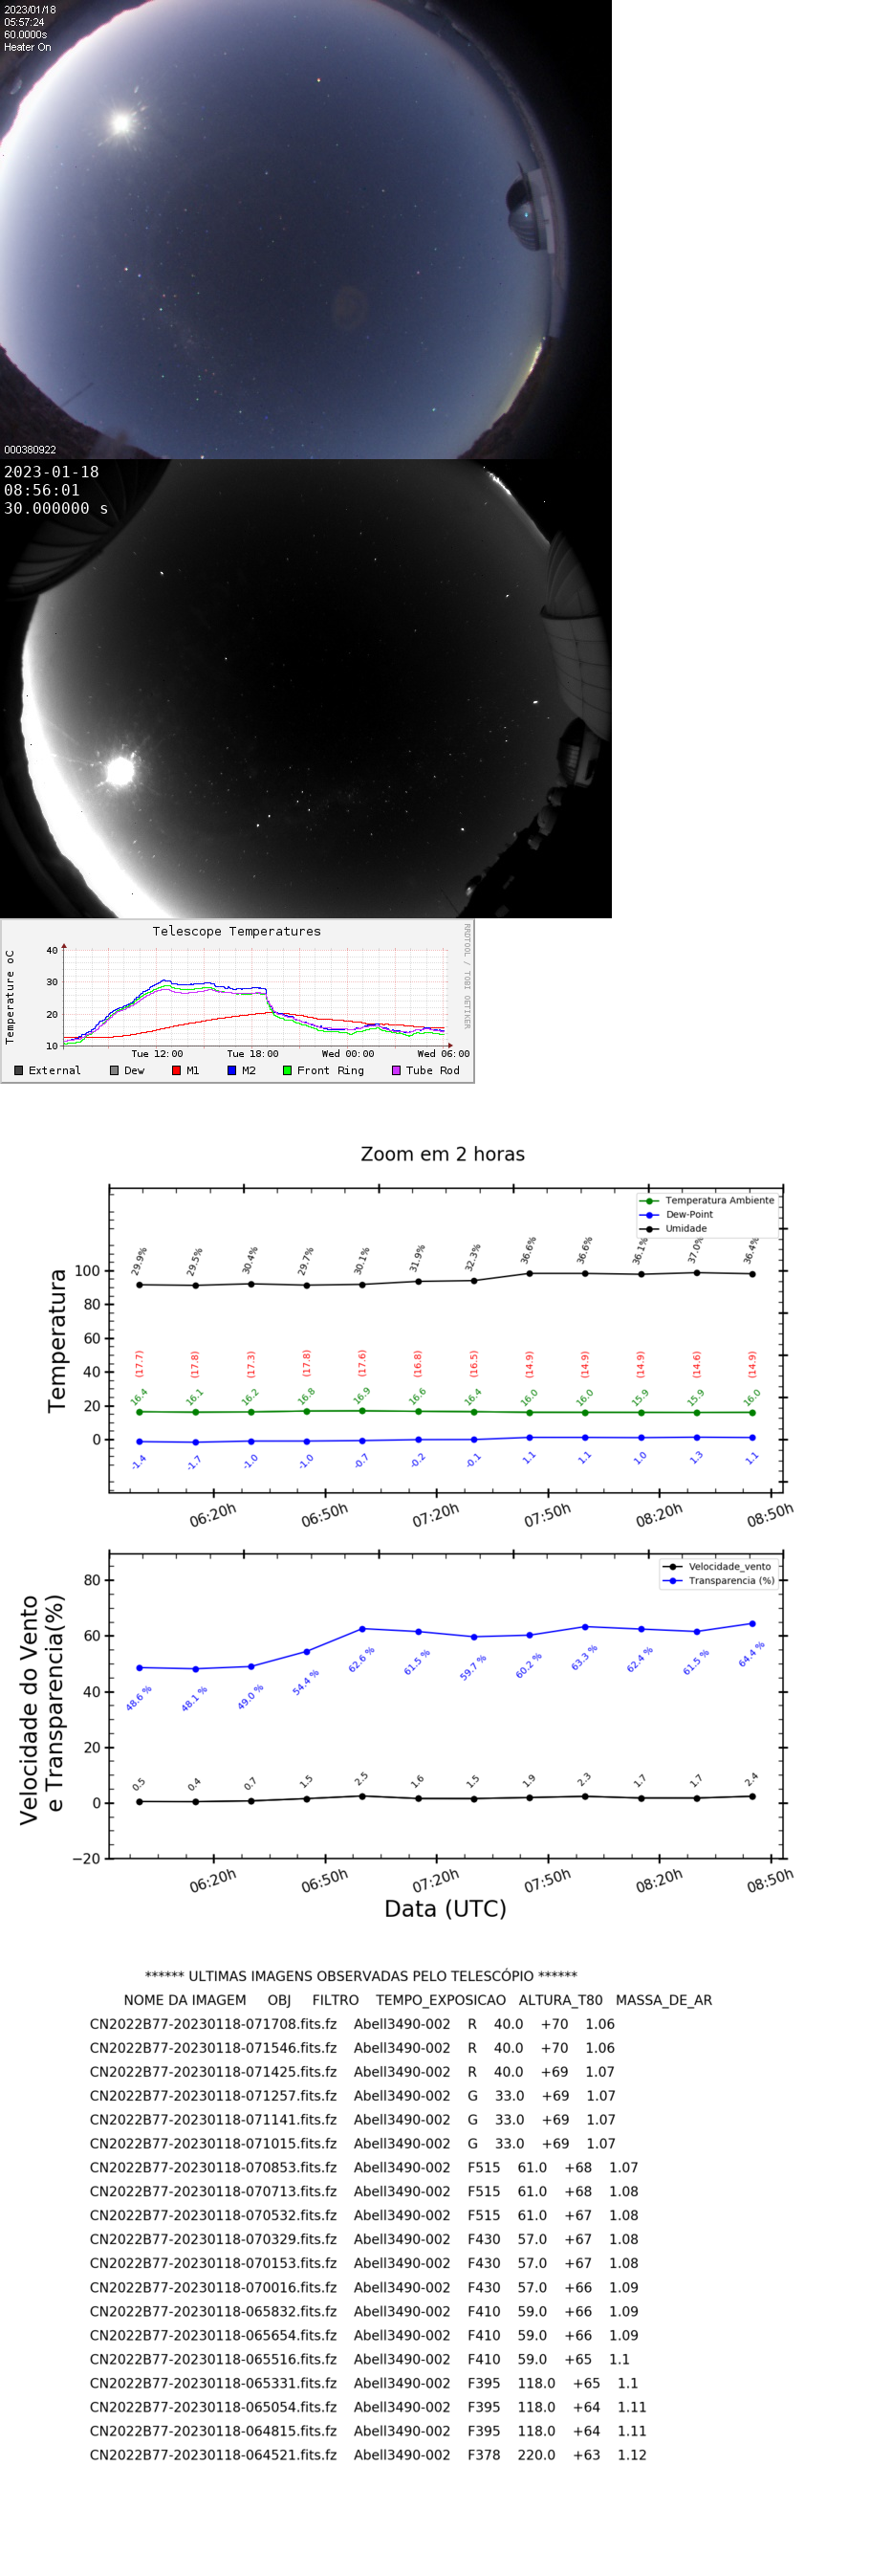 2023/01/18
05:57:24
60.0000s
Heater On
000380922
2023-01-18
08:56:01
30.000000 s
Telescope Temperatures
Temperature oC
RRDTOOL / TOBI OETIKER
40
30
20
10
Tue 12:00 Tue 18:00 Wed 00:00 Wed 06:00
External Dew M1 M2 Front Ring Tube Rod
Zoom em 2 horas
Temperatura Ambiente
Dew-Point
Umidade
Temperatura
100
80
60
40
20
0
29.9% 29.5% 30.4% 29.7% 30.1% 31.9% 32.3% 36.6% 36.6% 36.1% 37.0% 36.4%
(17.7) (17.8) (17.3) (17.8) (17.6) (16.8) (16.5) (14.9) (14.9) (14.9) (14.6) (14.9)
16.4 16.1 16.2 16.8 16.9 16.6 16.4 16.0 16.0 15.9 15.9 16.0
-1.4 -1.7 -1.0 -1.0 -0.7 -0.2 -0.1 1.1 1.1 1.0 1.3 1.1
06:20h 06:50h 07:20h 07:50h 08:20h 08:50h
Velocidade_vento
Transparencia (%)
Velocidade do Vento
e Transparencia(%)
80
60
40
20
0
−20
48.6 % 48.1 % 49.0 % 54.4 % 62.6 % 61.5 % 59.7 % 60.2 % 63.3 % 62.4 % 61.5 % 64.4 %
0.5 0.4 0.7 1.5 2.5 1.6 1.5 1.9 2.3 1.7 1.7 2.4
06:20h 06:50h 07:20h 07:50h 08:20h 08:50h
Data (UTC)
****** ULTIMAS IMAGENS OBSERVADAS PELO TELESCÓPIO ******
NOME DA IMAGEM OBJ FILTRO TEMPO_EXPOSICAO ALTURA_T80 MASSA_DE_AR
CN2022B77-20230118-071708.fits.fz Abell3490-002 R 40.0 +70 1.06
CN2022B77-20230118-071546.fits.fz Abell3490-002 R 40.0 +70 1.06
CN2022B77-20230118-071425.fits.fz Abell3490-002 R 40.0 +69 1.07
CN2022B77-20230118-071257.fits.fz Abell3490-002 G 33.0 +69 1.07
CN2022B77-20230118-071141.fits.fz Abell3490-002 G 33.0 +69 1.07
CN2022B77-20230118-071015.fits.fz Abell3490-002 G 33.0 +69 1.07
CN2022B77-20230118-070853.fits.fz Abell3490-002 F515 61.0 +68 1.07
CN2022B77-20230118-070713.fits.fz Abell3490-002 F515 61.0 +68 1.08
CN2022B77-20230118-070532.fits.fz Abell3490-002 F515 61.0 +67 1.08
CN2022B77-20230118-070329.fits.fz Abell3490-002 F430 57.0 +67 1.08
CN2022B77-20230118-070153.fits.fz Abell3490-002 F430 57.0 +67 1.08
CN2022B77-20230118-070016.fits.fz Abell3490-002 F430 57.0 +66 1.09
CN2022B77-20230118-065832.fits.fz Abell3490-002 F410 59.0 +66 1.09
CN2022B77-20230118-065654.fits.fz Abell3490-002 F410 59.0 +66 1.09
CN2022B77-20230118-065516.fits.fz Abell3490-002 F410 59.0 +65 1.1
CN2022B77-20230118-065331.fits.fz Abell3490-002 F395 118.0 +65 1.1
CN2022B77-20230118-065054.fits.fz Abell3490-002 F395 118.0 +64 1.11
CN2022B77-20230118-064815.fits.fz Abell3490-002 F395 118.0 +64 1.11
CN2022B77-20230118-064521.fits.fz Abell3490-002 F378 220.0 +63 1.12